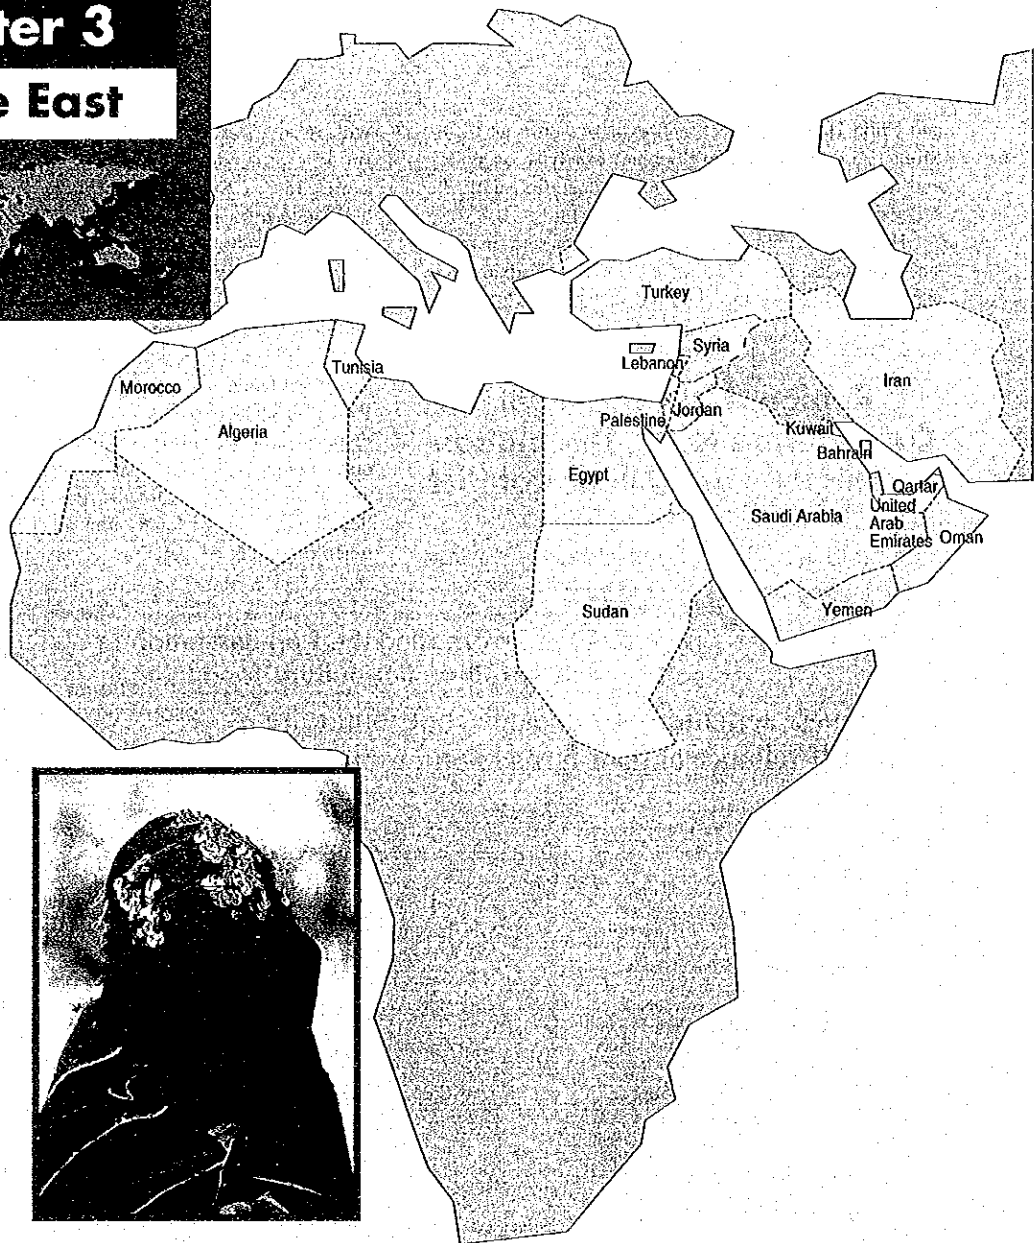 ter 3
e East
Turkey
Syria
Lebanon
Tunisia
Morocco
Iran
Algeria
Jordan
Palestine
Kuwait
Bahrain
Egypt
Qartar
Saudi Arabia
United
Arab
Emirates
Oman
Sudan
Yemen